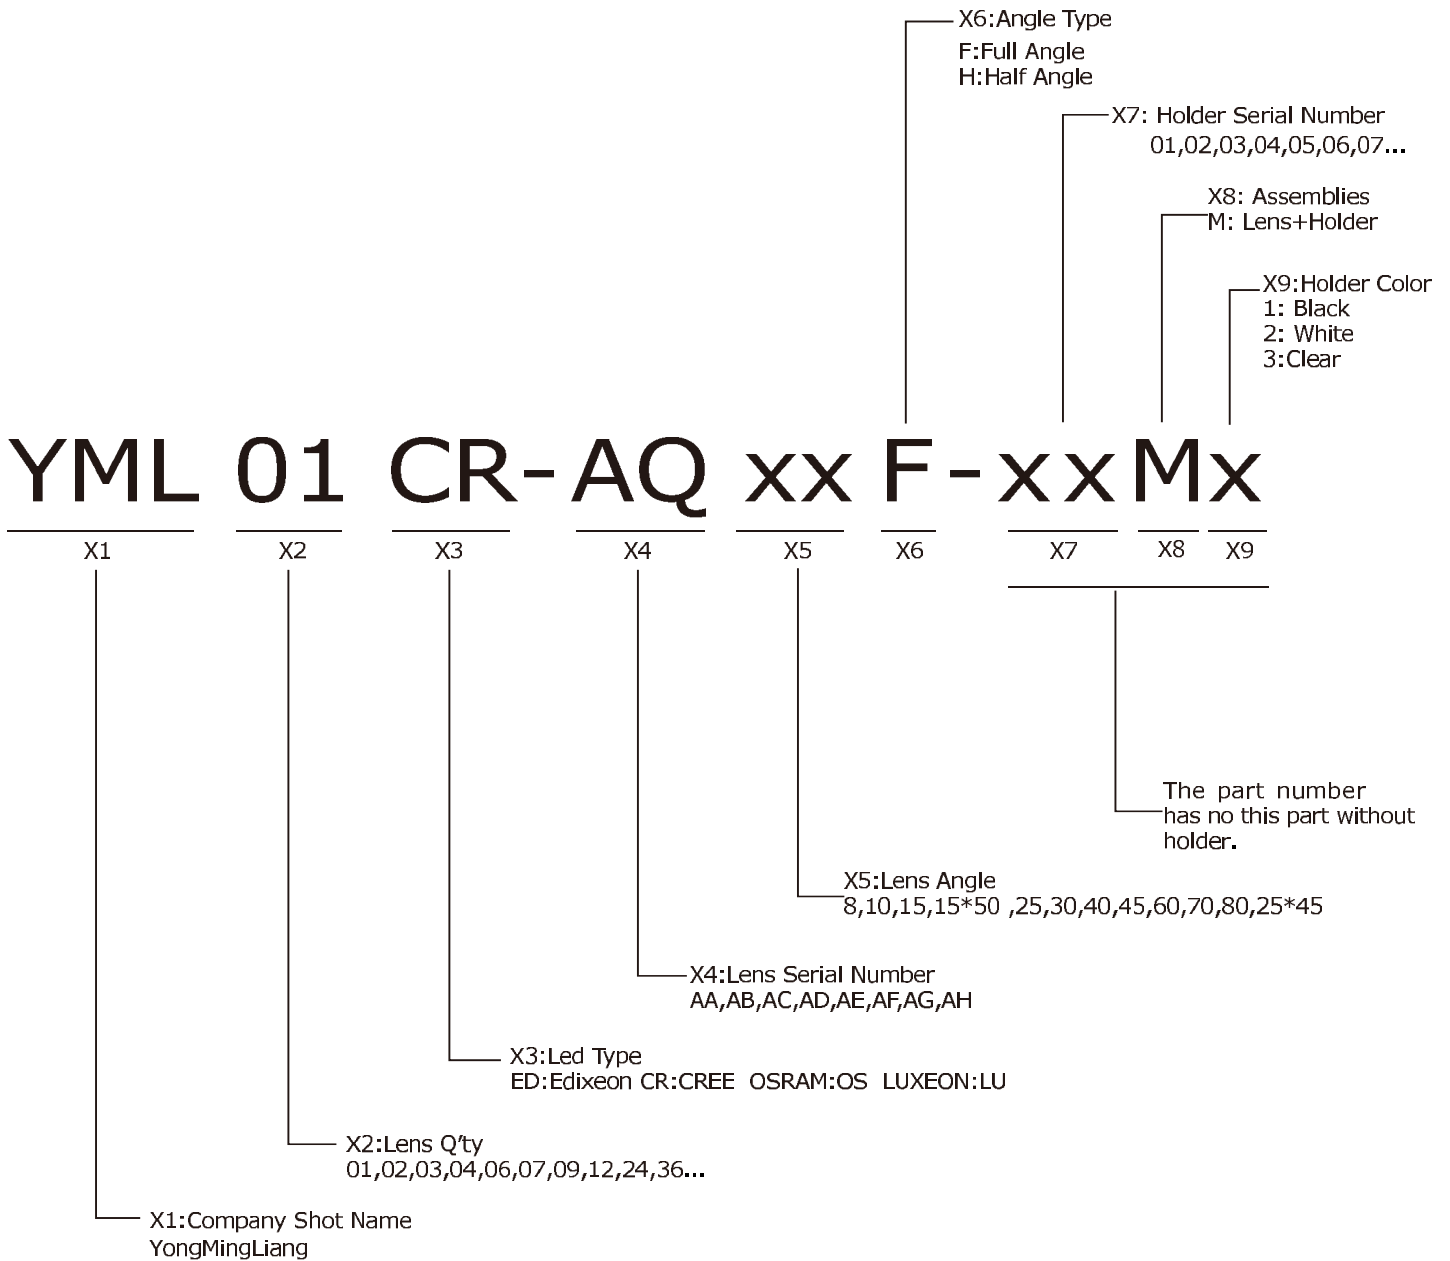 X6:Angle Type
F:Full Angle
H:Half Angle
X7: Holder Serial Number
01,02,03,04,05,06,07...
X8: Assemblies
M: Lens+Holder
X9:Holder Color
1: Black
2: White
3:Clear
YML 01 CR-AQ xx F-xxMx
X1 X2 X3 X4 X5 X6 X7 X8 X9
The part number
has no this part without
holder.
X5:Lens Angle
8,10,15,15*50 ,25,30,40,45,60,70,80,25*45
X4:Lens Serial Number
AA,AB,AC,AD,AE,AF,AG,AH
X3:Led Type
ED:Edixeon CR:CREE OSRAM:OS LUXEON:LU
X2:Lens Q'ty
01,02,03,04,06,07,09,12,24,36...
X1:Company Shot Name
YongMingLiang